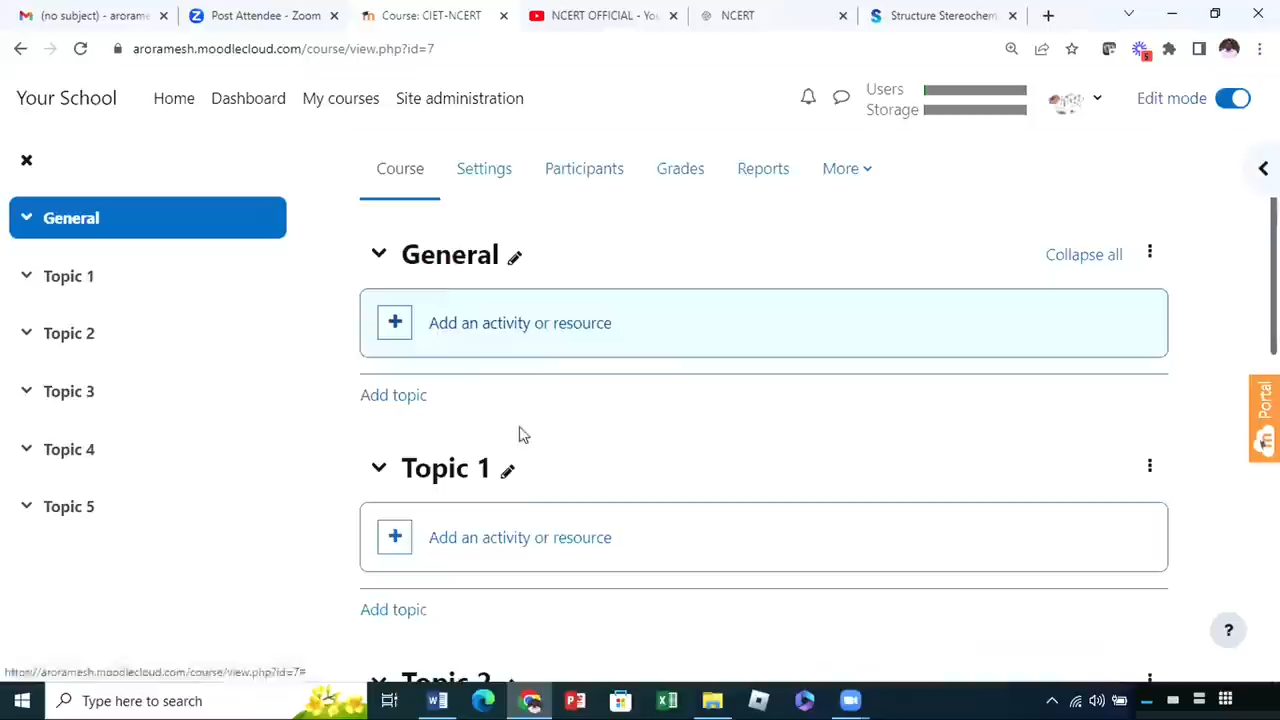 (no subject) - arorame
Post Attendee - Zoom
Course: CIET-NCERT
NCERT OFFICIAL - You
NCERT
Structure Stereochem
aroramesh.moodlecloud.com/course/view.php?id=7
5
Your School
Home
Dashboard
My courses
Site administration
Users
Storage
Edit mode
General
Topic 1
Topic 2
Topic 3
Topic 4
Topic 5
Course
Settings
Participants
Grades
Reports
More
General
Collapse all
Add an activity or resource
Add topic
Topic 1
Add an activity or resource
Add topic
Topic 2
Portal
?
https://aroramesh.moodlecloud.com/course/view.php?id=7#
Type here to search